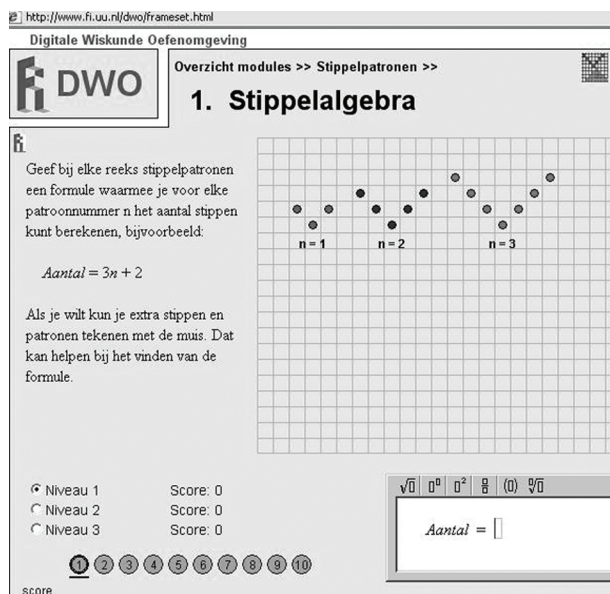 http://www.fi.uu.nl/dwo/frameset.html
Digitale Wiskunde Oefenomgeving
DWO
Overzicht modules >> Stippelpatronen >>
1. Stippelalgebra
Geef bij elke reeks stippelpatronen
een formule waarmee je voor elke
patroonnummer n het aantal stippen
kunt berekenen, bijvoorbeeld:
Aantal = 3n + 2
Als je wilt kun je extra stippen en
patronen tekenen met de muis. Dat
kan helpen bij het vinden van de
formule.
n = 1
n = 2
n = 3
Niveau 1 Score: 0
Niveau 2 Score: 0
Niveau 3 Score: 0
1 2 3 4 5 6 7 8 9 10
score
√▯ ▯▯ ▯² ▯/▯ (▯) ▯√▯
Aantal = ▯